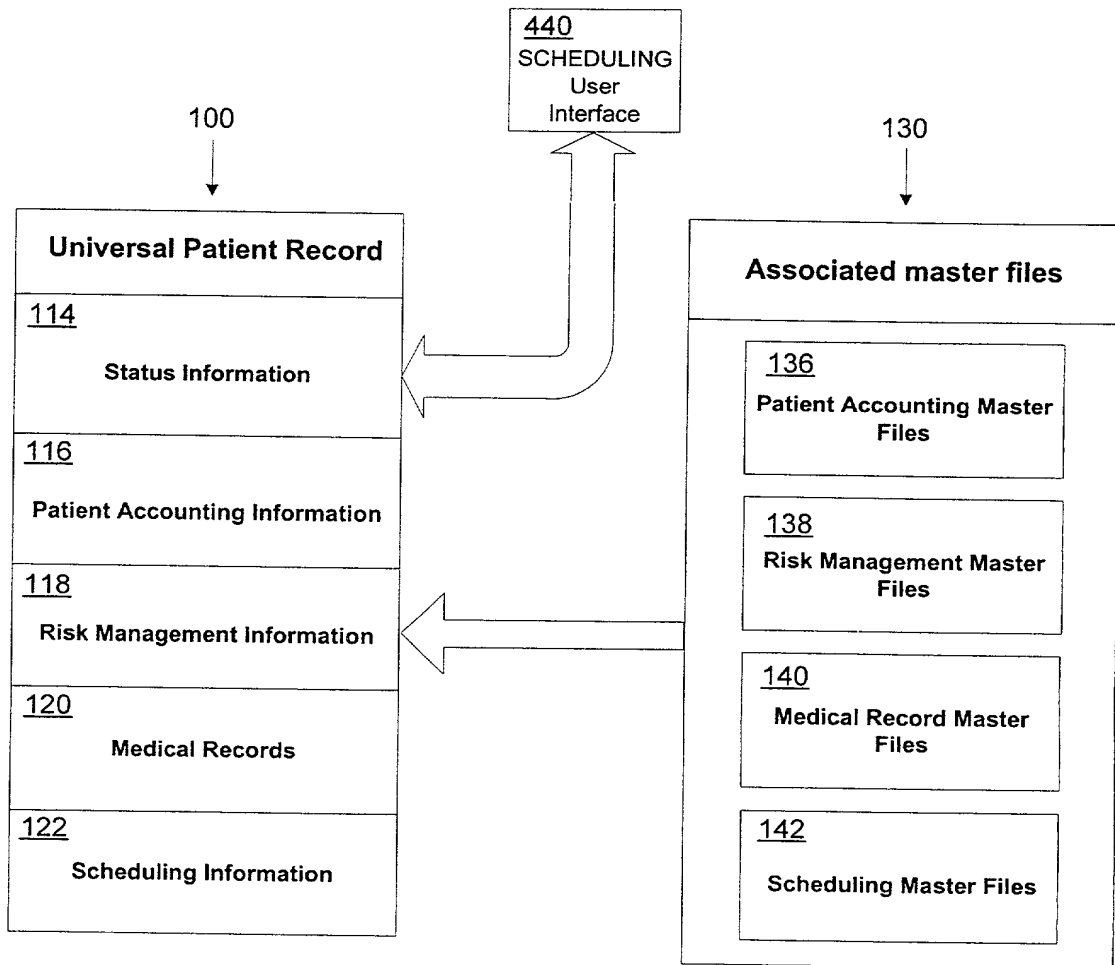 440
SCHEDULING
User
Interface
100
130
Universal Patient Record
114
Status Information
116
Patient Accounting Information
118
Risk Management Information
120
Medical Records
122
Scheduling Information
Associated master files
136
Patient Accounting Master
Files
138
Risk Management Master
Files
140
Medical Record Master
Files
142
Scheduling Master Files